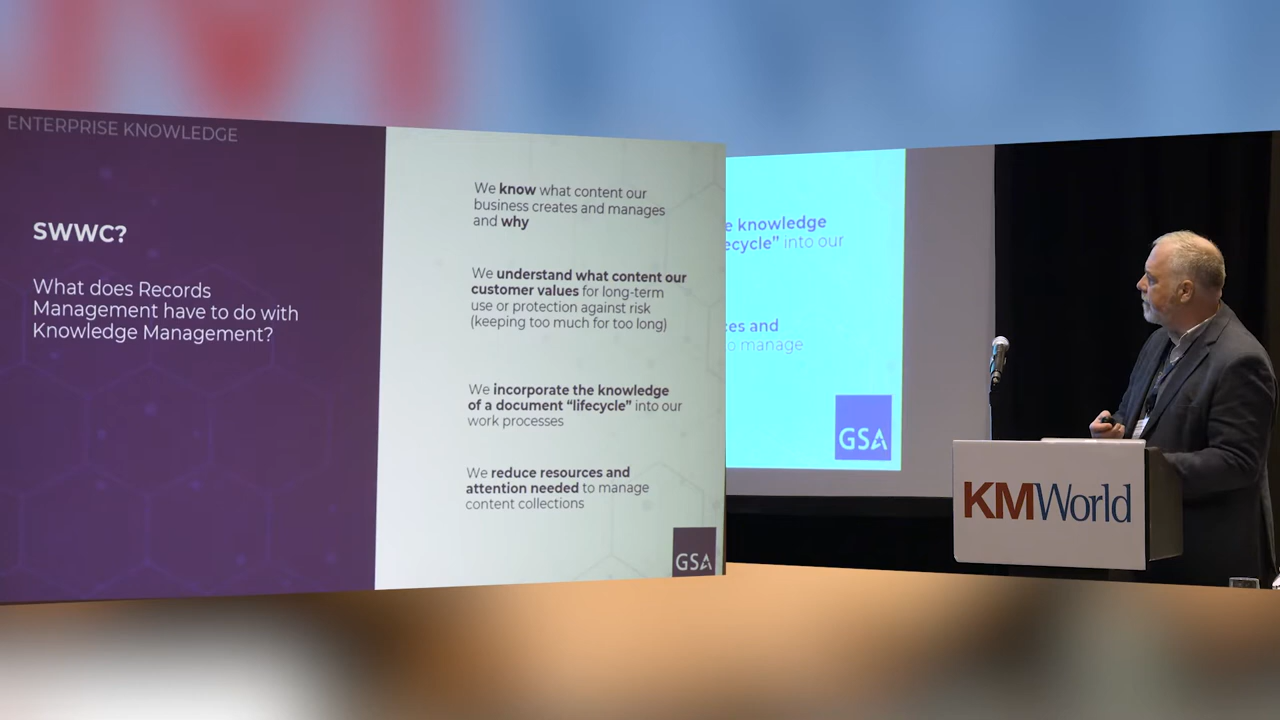 ENTERPRISE KNOWLEDGE
SWWC?
What does Records
Management have to do with
Knowledge Management?
We know what content our
business creates and manages
and why
We understand what content our
customer values for long-term
use or protection against risk
(keeping too much for too long)
We incorporate the knowledge
of a document “lifecycle” into our
work processes
We reduce resources and
attention needed to manage
content collections
GSA
knowledge
into our
and
manage
GSA
KMWorld